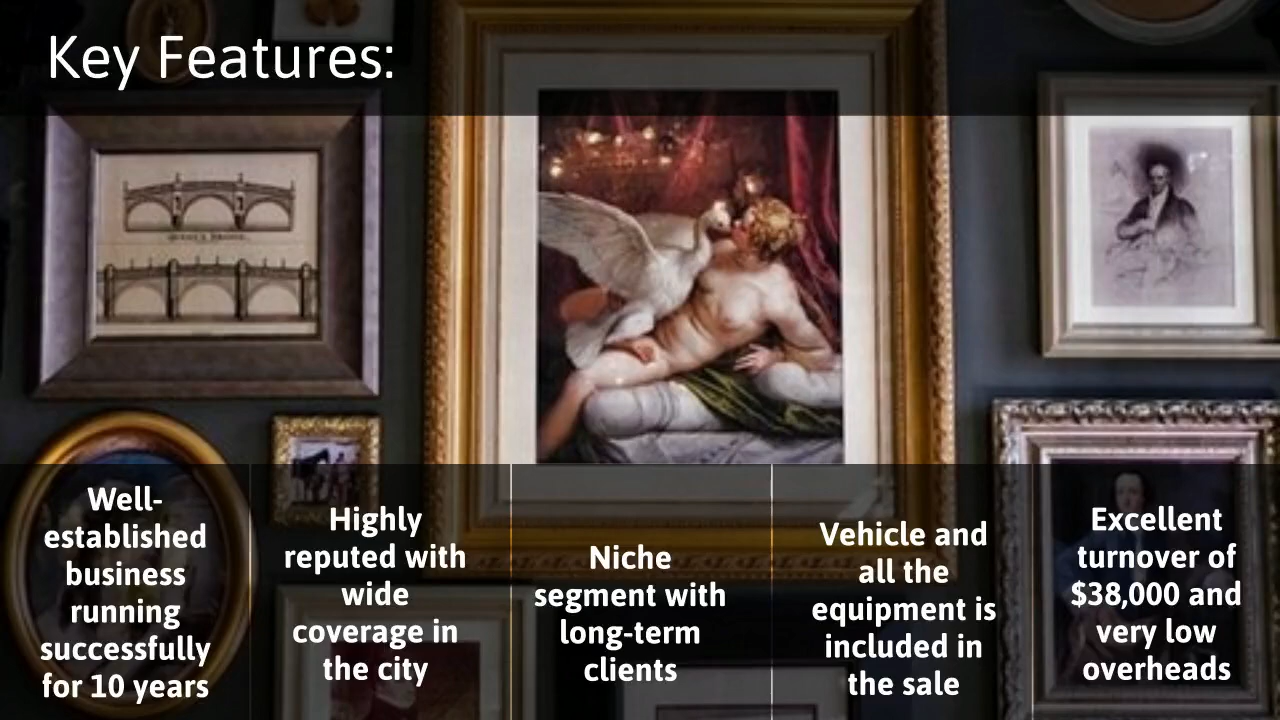 Key Features:
Well-
established
business
running
successfully
for 10 years
Highly
reputed with
wide
coverage in
the city
Niche
segment with
long-term
clients
Vehicle and
all the
equipment is
included in
the sale
Excellent
turnover of
$38,000 and
very low
overheads